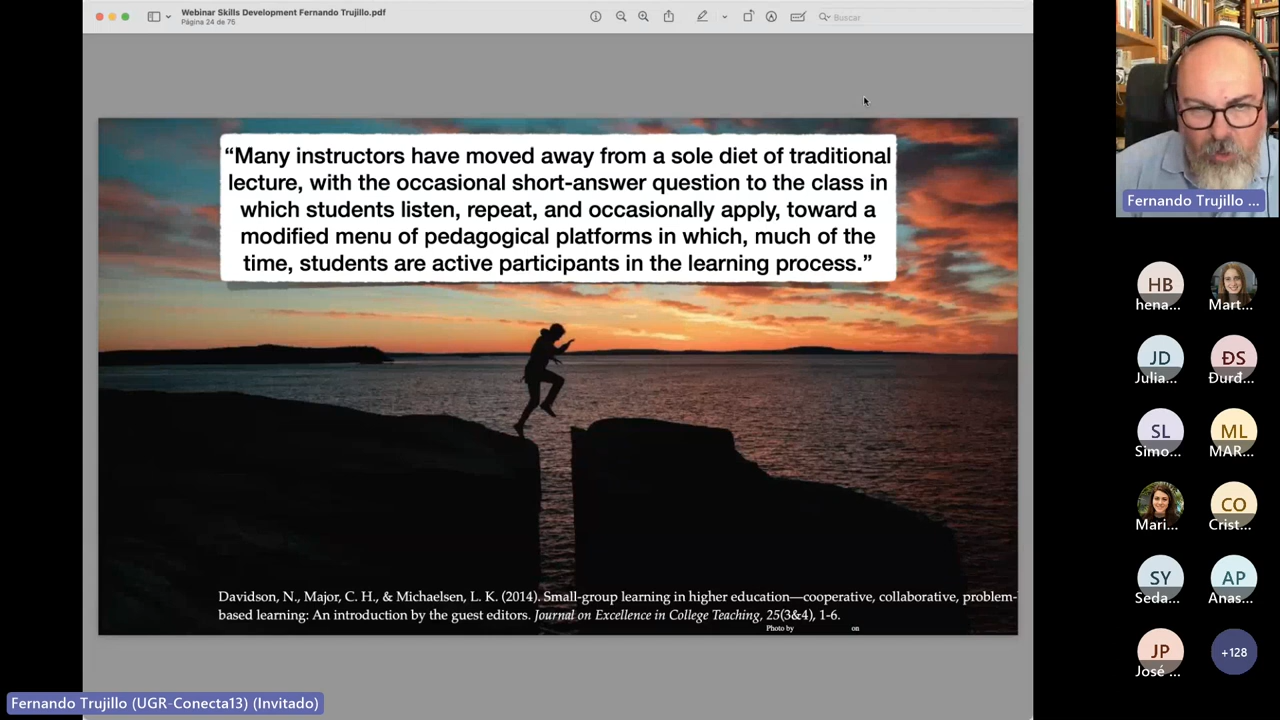 Webinar Skills Development Fernando Trujillo.pdf
Página 24 de 75
Buscar
“Many instructors have moved away from a sole diet of traditional
lecture, with the occasional short-answer question to the class in
which students listen, repeat, and occasionally apply, toward a
modified menu of pedagogical platforms in which, much of the
time, students are active participants in the learning process.”
Davidson, N., Major, C. H., & Michaelsen, L. K. (2014). Small-group learning in higher education—cooperative, collaborative, problem-
based learning: An introduction by the guest editors. Journal on Excellence in College Teaching, 25(3&4), 1-6.
Photo by on
Fernando Trujillo ...
HB
hena...
Mart...
JD
Julia...
ĐS
Đurđ...
SL
Simo...
ML
MAR...
Mari...
CO
Crist...
SY
Seda...
AP
Anas...
JP
José ...
+128
Fernando Trujillo (UGR-Conecta13) (Invitado)